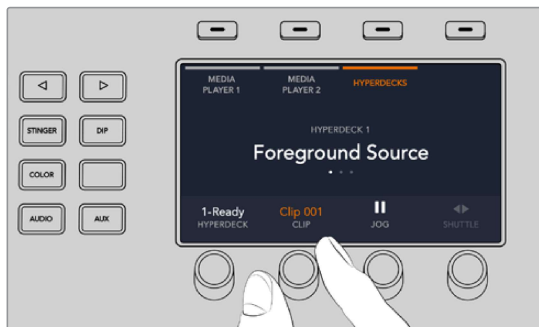 MEDIA PLAYER 1
MEDIA PLAYER 2
HYPERDECKS
HYPERDECK 1
Foreground Source
1-Ready
HYPERDECK
Clip 001
CLIP
JOG
SHUTTLE
STINGER
DIP
COLOR
AUDIO
AUX